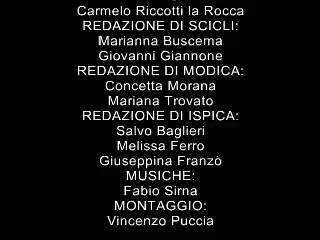 Carmelo Riccotti la Rocca
REDAZIONE DI SCICLI:
Marianna Buscema
Giovanni Giannone
REDAZIONE DI MODICA:
Concetta Morana
Mariana Trovato
REDAZIONE DI ISPICA:
Salvo Baglieri
Melissa Ferro
Giuseppina Franzò
MUSICHE:
Fabio Sirna
MONTAGGIO:
Vincenzo Puccia